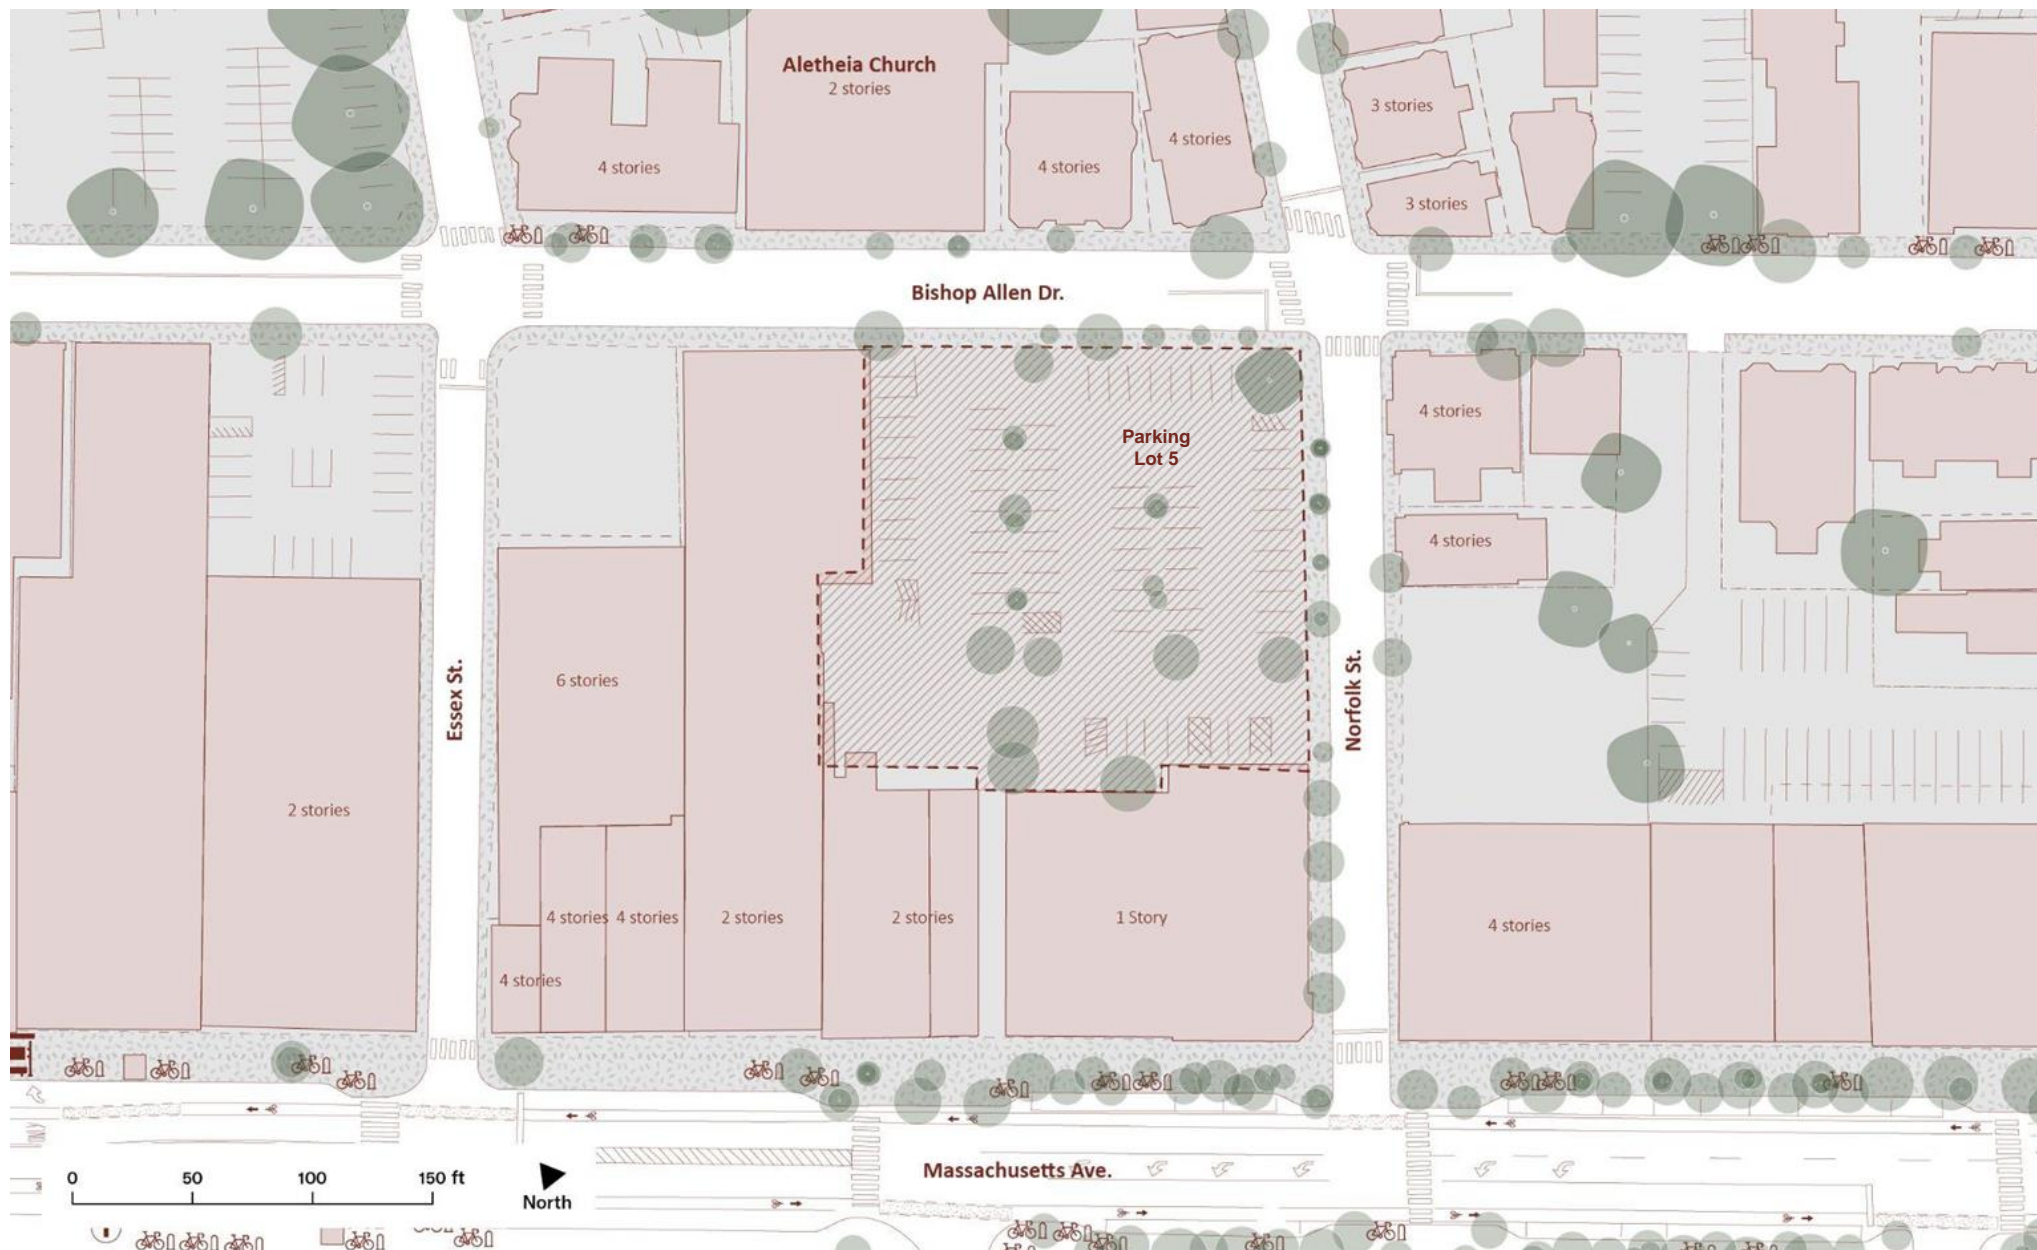 Aletheia Church
2 stories
3 stories
4 stories
4 stories
4 stories
3 stories
Bishop Allen Dr.
4 stories
Parking
Lot 5
4 stories
Essex St.
6 stories
Norfolk St.
2 stories
4 stories
4 stories
2 stories
2 stories
1 Story
4 stories
4 stories
Massachusetts Ave.
0 50 100 150 ft
North